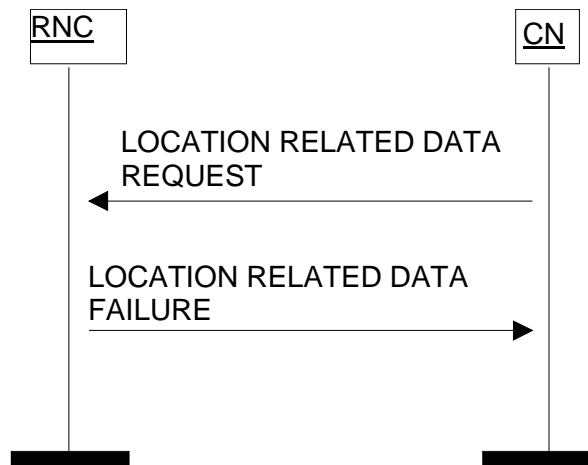 RNC
CN
LOCATION RELATED DATA
REQUEST
LOCATION RELATED DATA
FAILURE